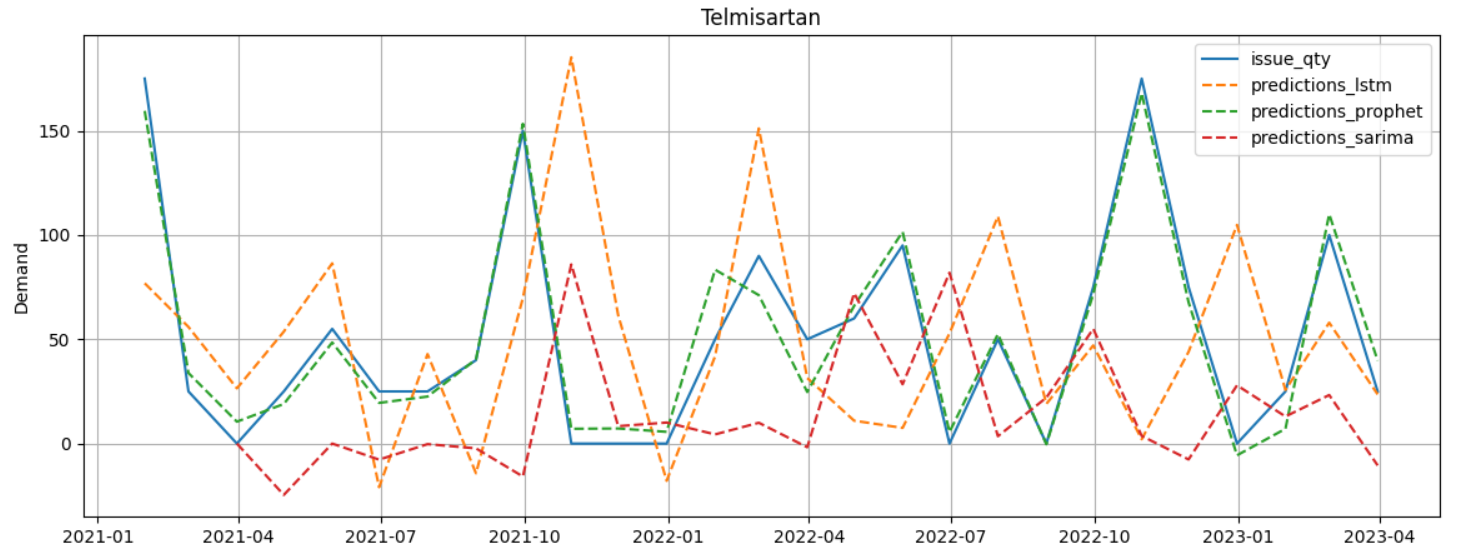 Telmisartan
issue_qty
predictions_lstm
predictions_prophet
predictions_sarima
Demand
150
100
50
0
2021-01 2021-04 2021-07 2021-10 2022-01 2022-04 2022-07 2022-10 2023-01 2023-04